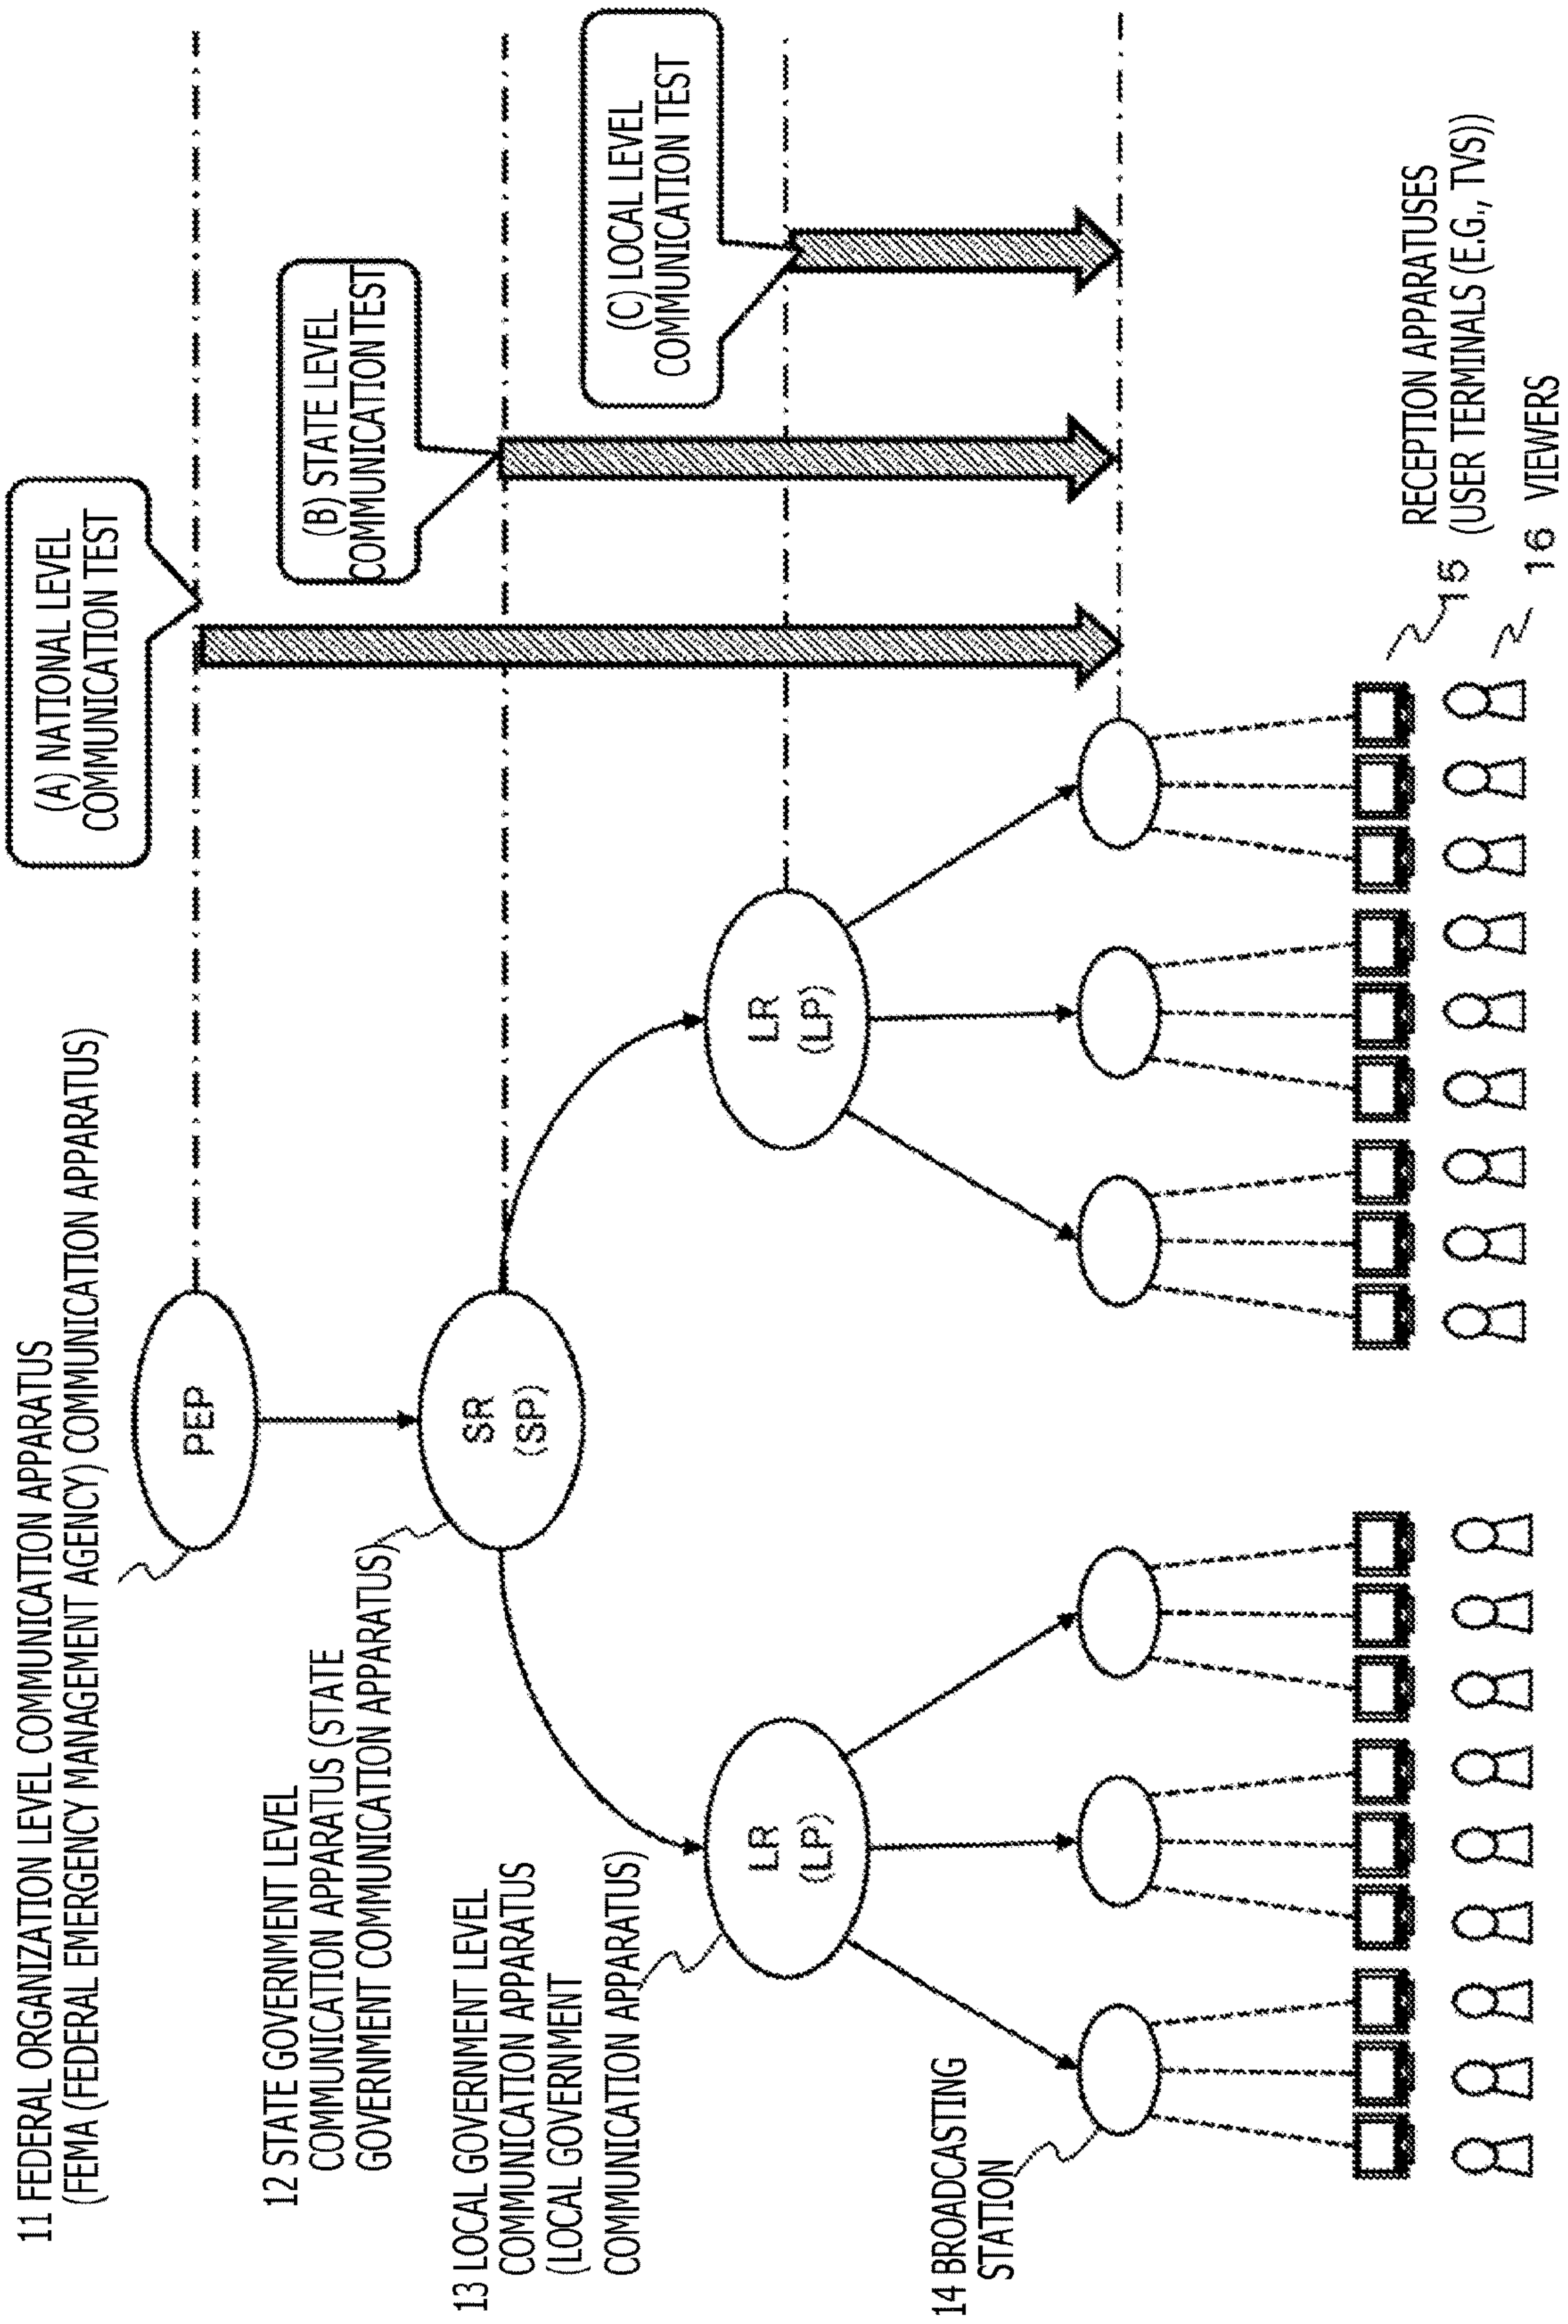 11 FEDERAL ORGANIZATION LEVEL COMMUNICATION APPARATUS
(FEMA (FEDERAL EMERGENCY MANAGEMENT AGENCY) COMMUNICATION APPARATUS)
PEP
(A) NATIONAL LEVEL
COMMUNICATION TEST
12 STATE GOVERNMENT LEVEL
COMMUNICATION APPARATUS (STATE
GOVERNMENT COMMUNICATION APPARATUS)
SR
(SP)
(B) STATE LEVEL
COMMUNICATION TEST
13 LOCAL GOVERNMENT LEVEL
COMMUNICATION APPARATUS
(LOCAL GOVERNMENT
COMMUNICATION APPARATUS)
LR
(LP)
LR
(LP)
(C) LOCAL LEVEL
COMMUNICATION TEST
14 BROADCASTING
STATION
RECEPTION APPARATUSES
15 (USER TERMINALS (E.G., TVS))
16 VIEWERS